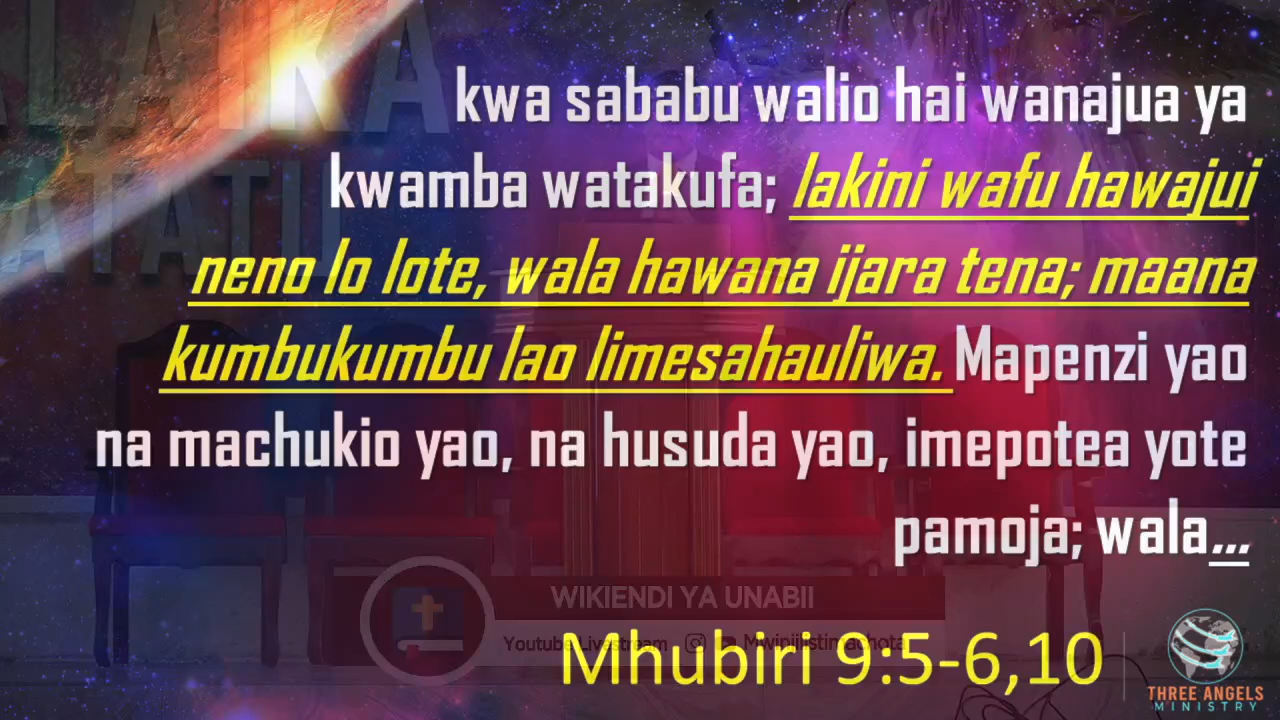 kwa sababu walio hai wanajua ya
kwamba watakufa; lakini wafu hawajui
neno lo lote, wala hawana ijara tena; maana
kumbukumbu lao limesahauliwa. Mapenzi yao
na machukio yao, na husuda yao, imepotea yote
pamoja; wala...
WIKIENDI YA UNABII
Youtube Livestream
Mhubiri 9:5-6,10
THREE ANGELS
MINISTRY